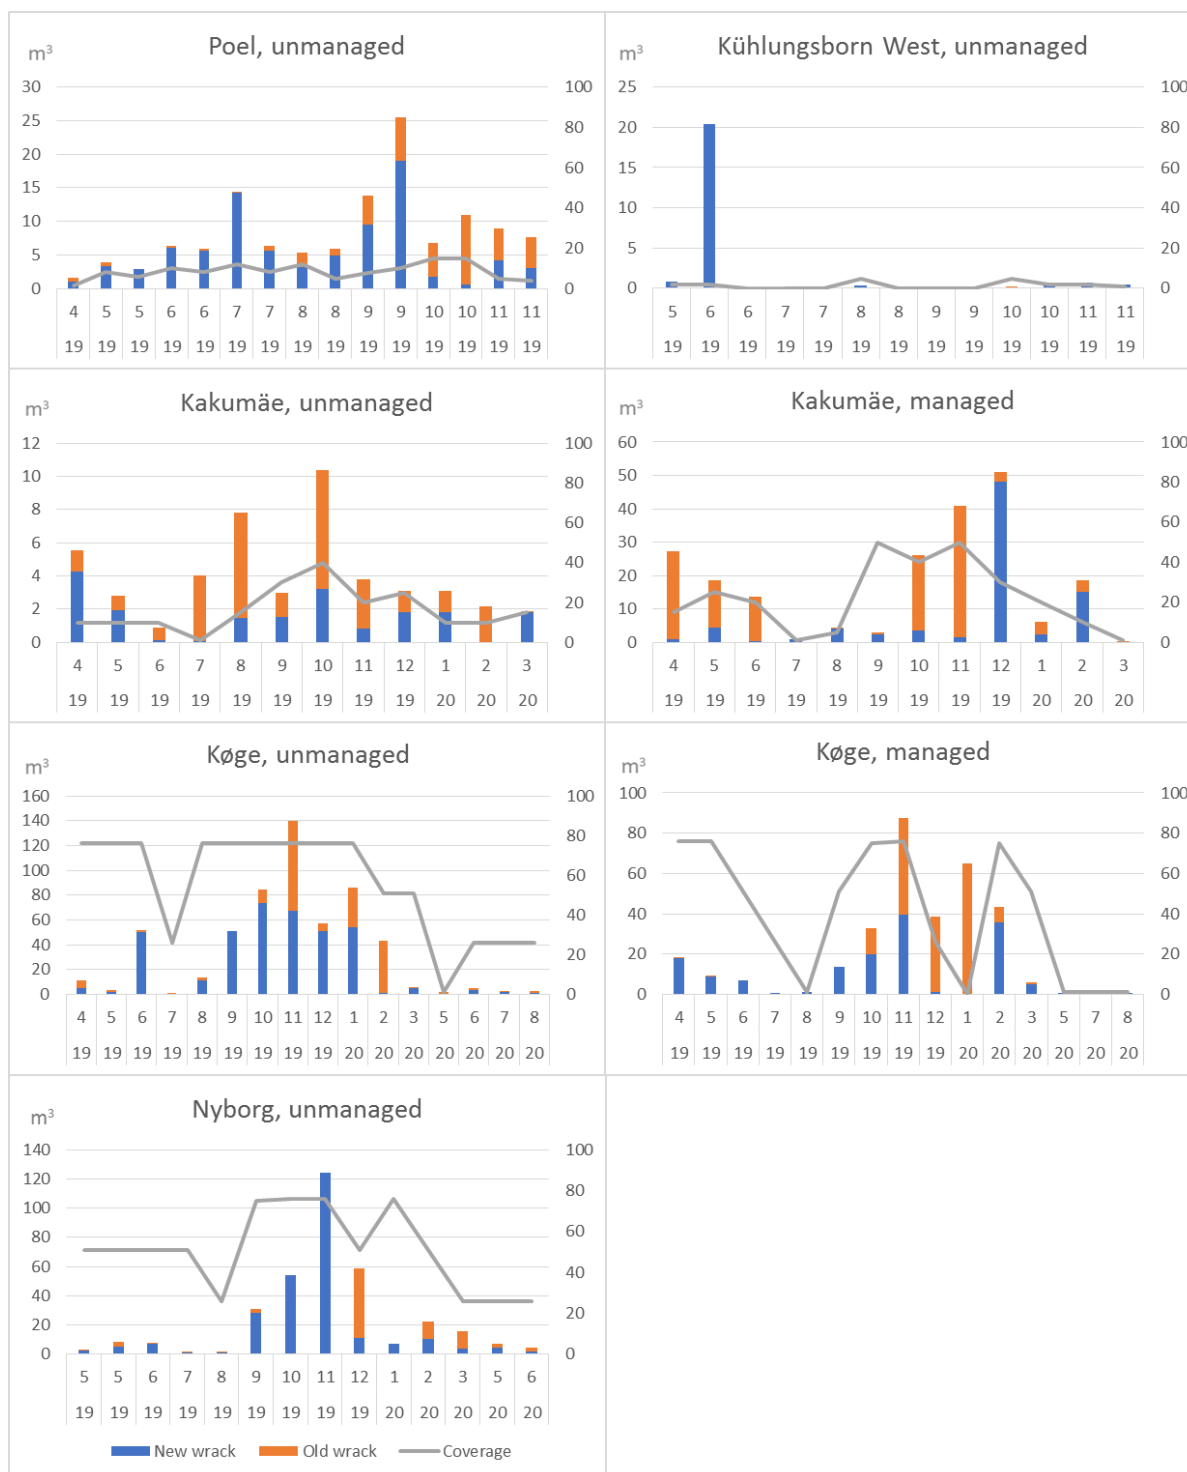 Poel, unmanaged
m³
30 100
25 80
20
15 60
10 40
5 20
0 0
4 5 5 6 6 7 7 8 8 9 9 10 10 11 11
19 19 19 19 19 19 19 19 19 19 19 19 19 19 19
Kühlungsborn West, unmanaged
m³
25 100
20 80
15 60
10 40
5 20
0 0
5 6 6 7 7 8 8 9 9 10 10 11 11
19 19 19 19 19 19 19 19 19 19 19 19 19
Kakumäe, unmanaged
m³
12 100
10 80
8 60
6
4 40
2 20
0 0
4 5 6 7 8 9 10 11 12 1 2 3
19 19 19 19 19 19 19 19 19 20 20 20
Kakumäe, managed
m³
60 100
50 80
40 60
30
20 40
10 20
0 0
4 5 6 7 8 9 10 11 12 1 2 3
19 19 19 19 19 19 19 19 19 20 20 20
Køge, unmanaged
m³
160 100
140 80
120
100 60
80
60 40
40 20
20
0 0
4 5 6 7 8 9 10 11 12 1 2 3 5 6 7 8
19 19 19 19 19 19 19 19 19 20 20 20 20 20 20 20
Køge, managed
m³
100 100
80 80
60 60
40 40
20 20
0 0
4 5 6 7 8 9 10 11 12 1 2 3 5 7 8
19 19 19 19 19 19 19 19 19 20 20 20 20 20 20
Nyborg, unmanaged
m³
140 100
120 80
100
80 60
60 40
40
20 20
0 0
5 5 6 7 8 9 10 11 12 1 2 3 5 6
19 19 19 19 19 19 19 19 19 20 20 20 20 20
New wrack Old wrack Coverage